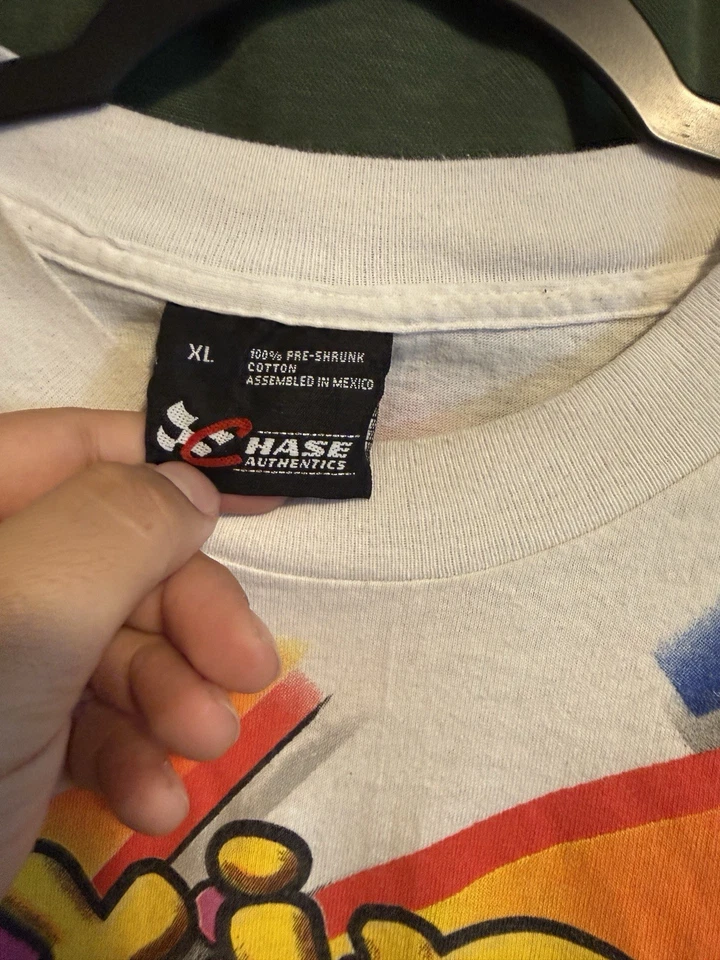 XL
100% PRE-SHRUNK
COTTON
ASSEMBLED IN MEXICO
CHASE
AUTHENTICS